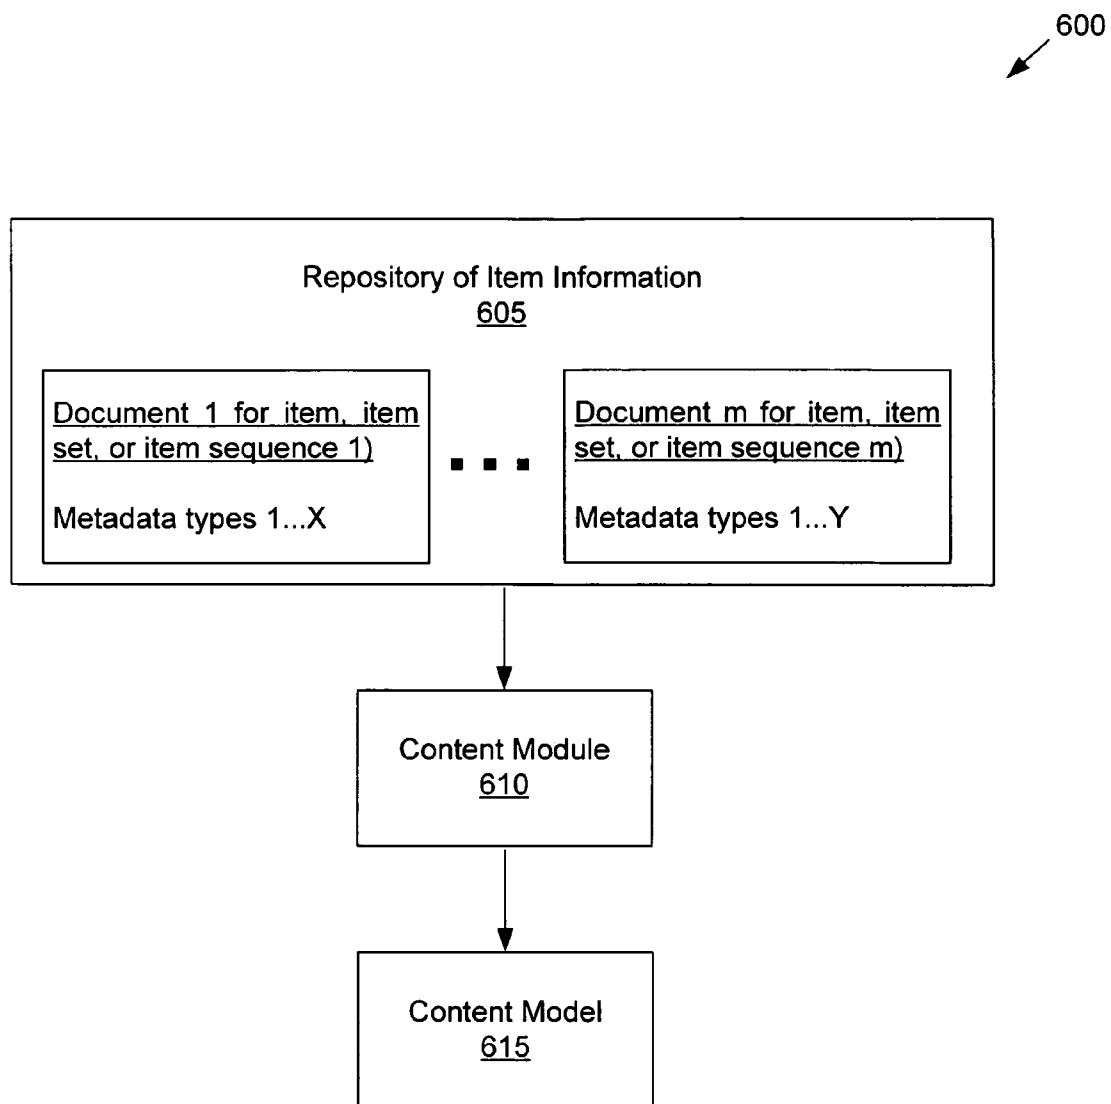 600
Repository of Item Information
605
Document 1 for item, item
set, or item sequence 1)
Metadata types 1...X
Document m for item, item
set, or item sequence m)
Metadata types 1...Y
Content Module
610
Content Model
615